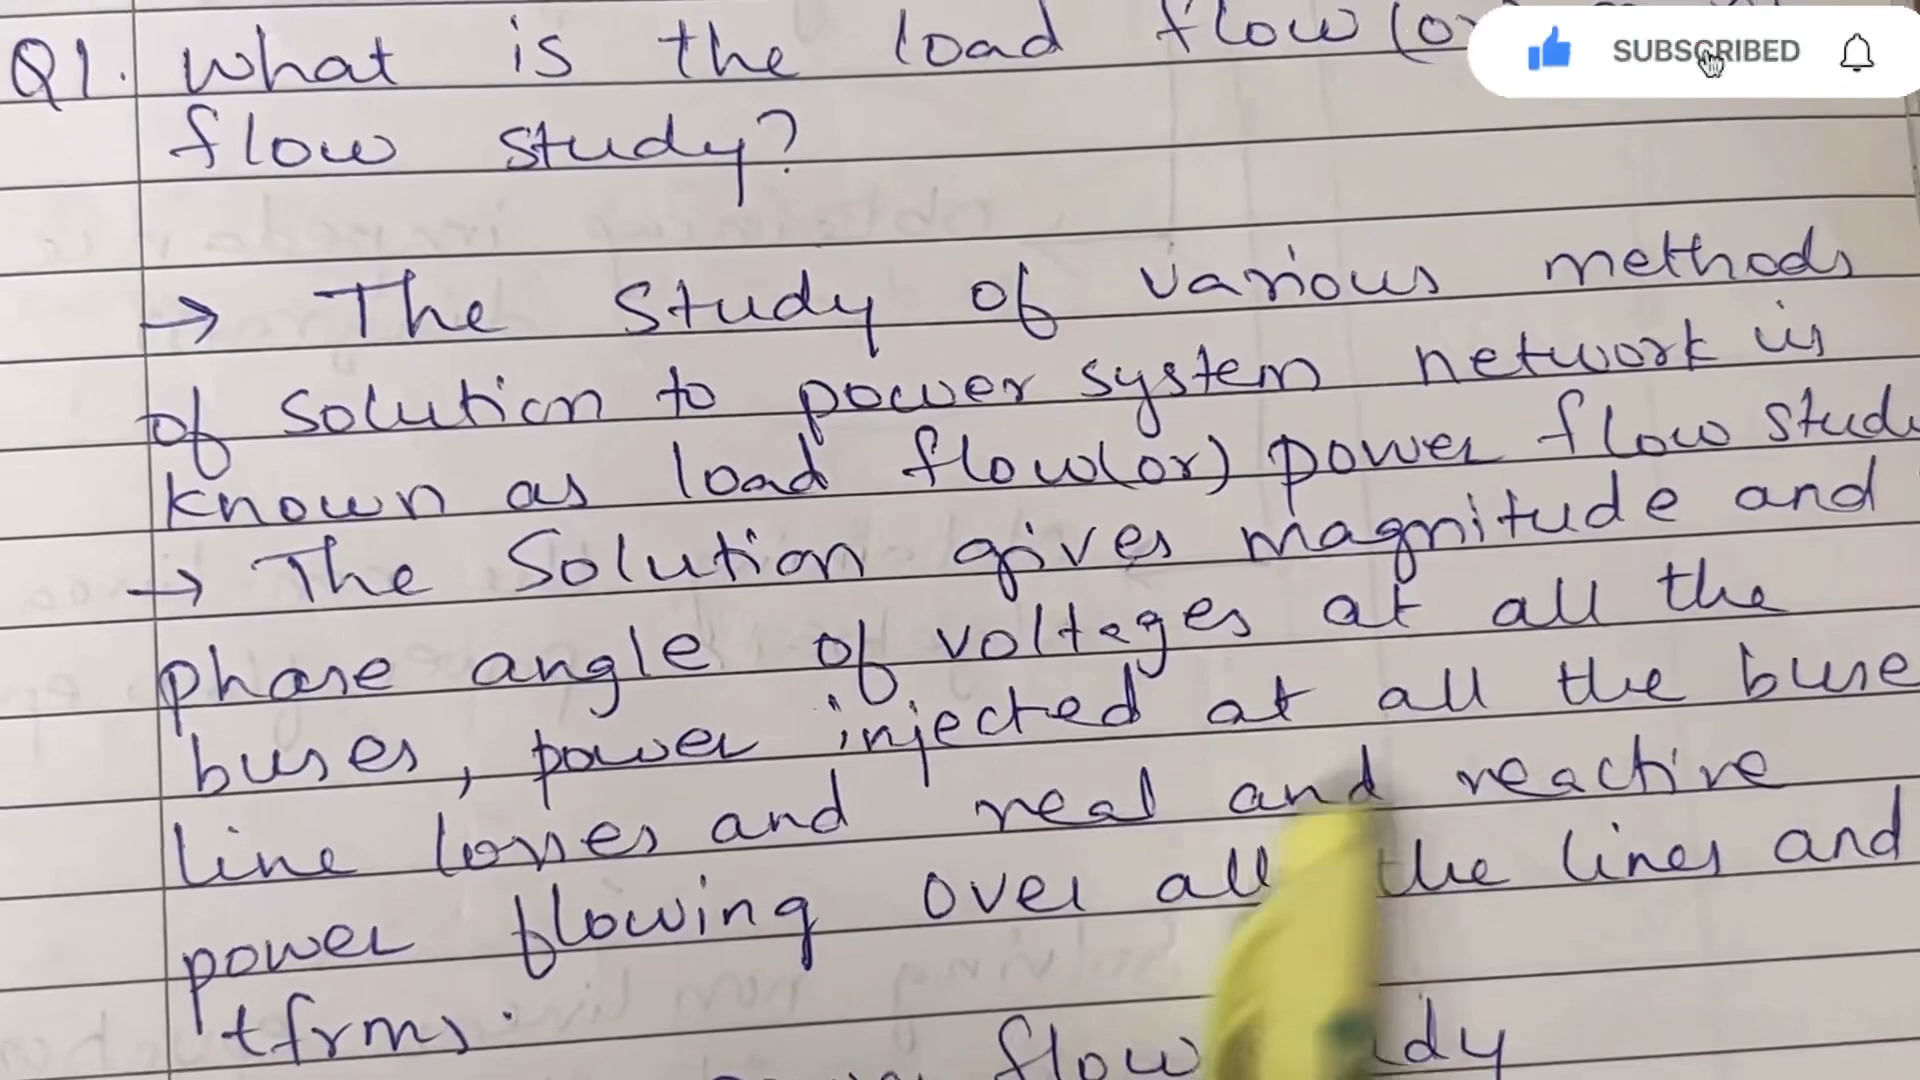 Q1. What is the load flow (or
SUBSCRIBED
flow study?
→ The study of various methods
of solution to power system network is
known as load flow(or) power flow stud
→ The Solution gives magnitude and
phase angle of voltages at all the
buses, power injected at all the buse
line losses and real and reactive
power flowing over all the lines and
tfrms.
flow